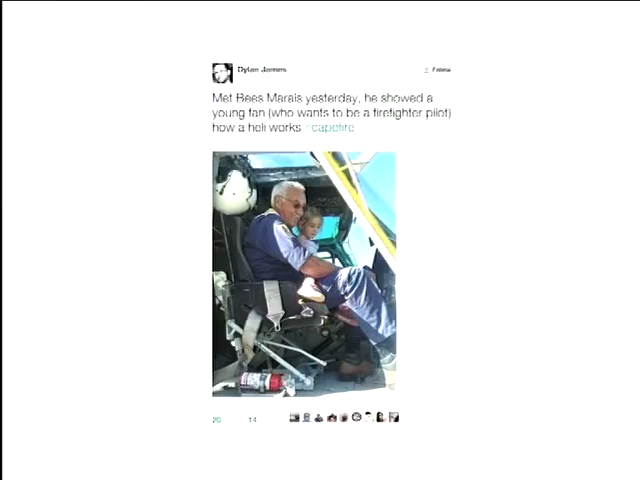 Dylan James
Follow
Met Bees Marais yesterday, he showed a
young fan (who wants to be a firefighter pilot)
how a heli works #capefire
20 14